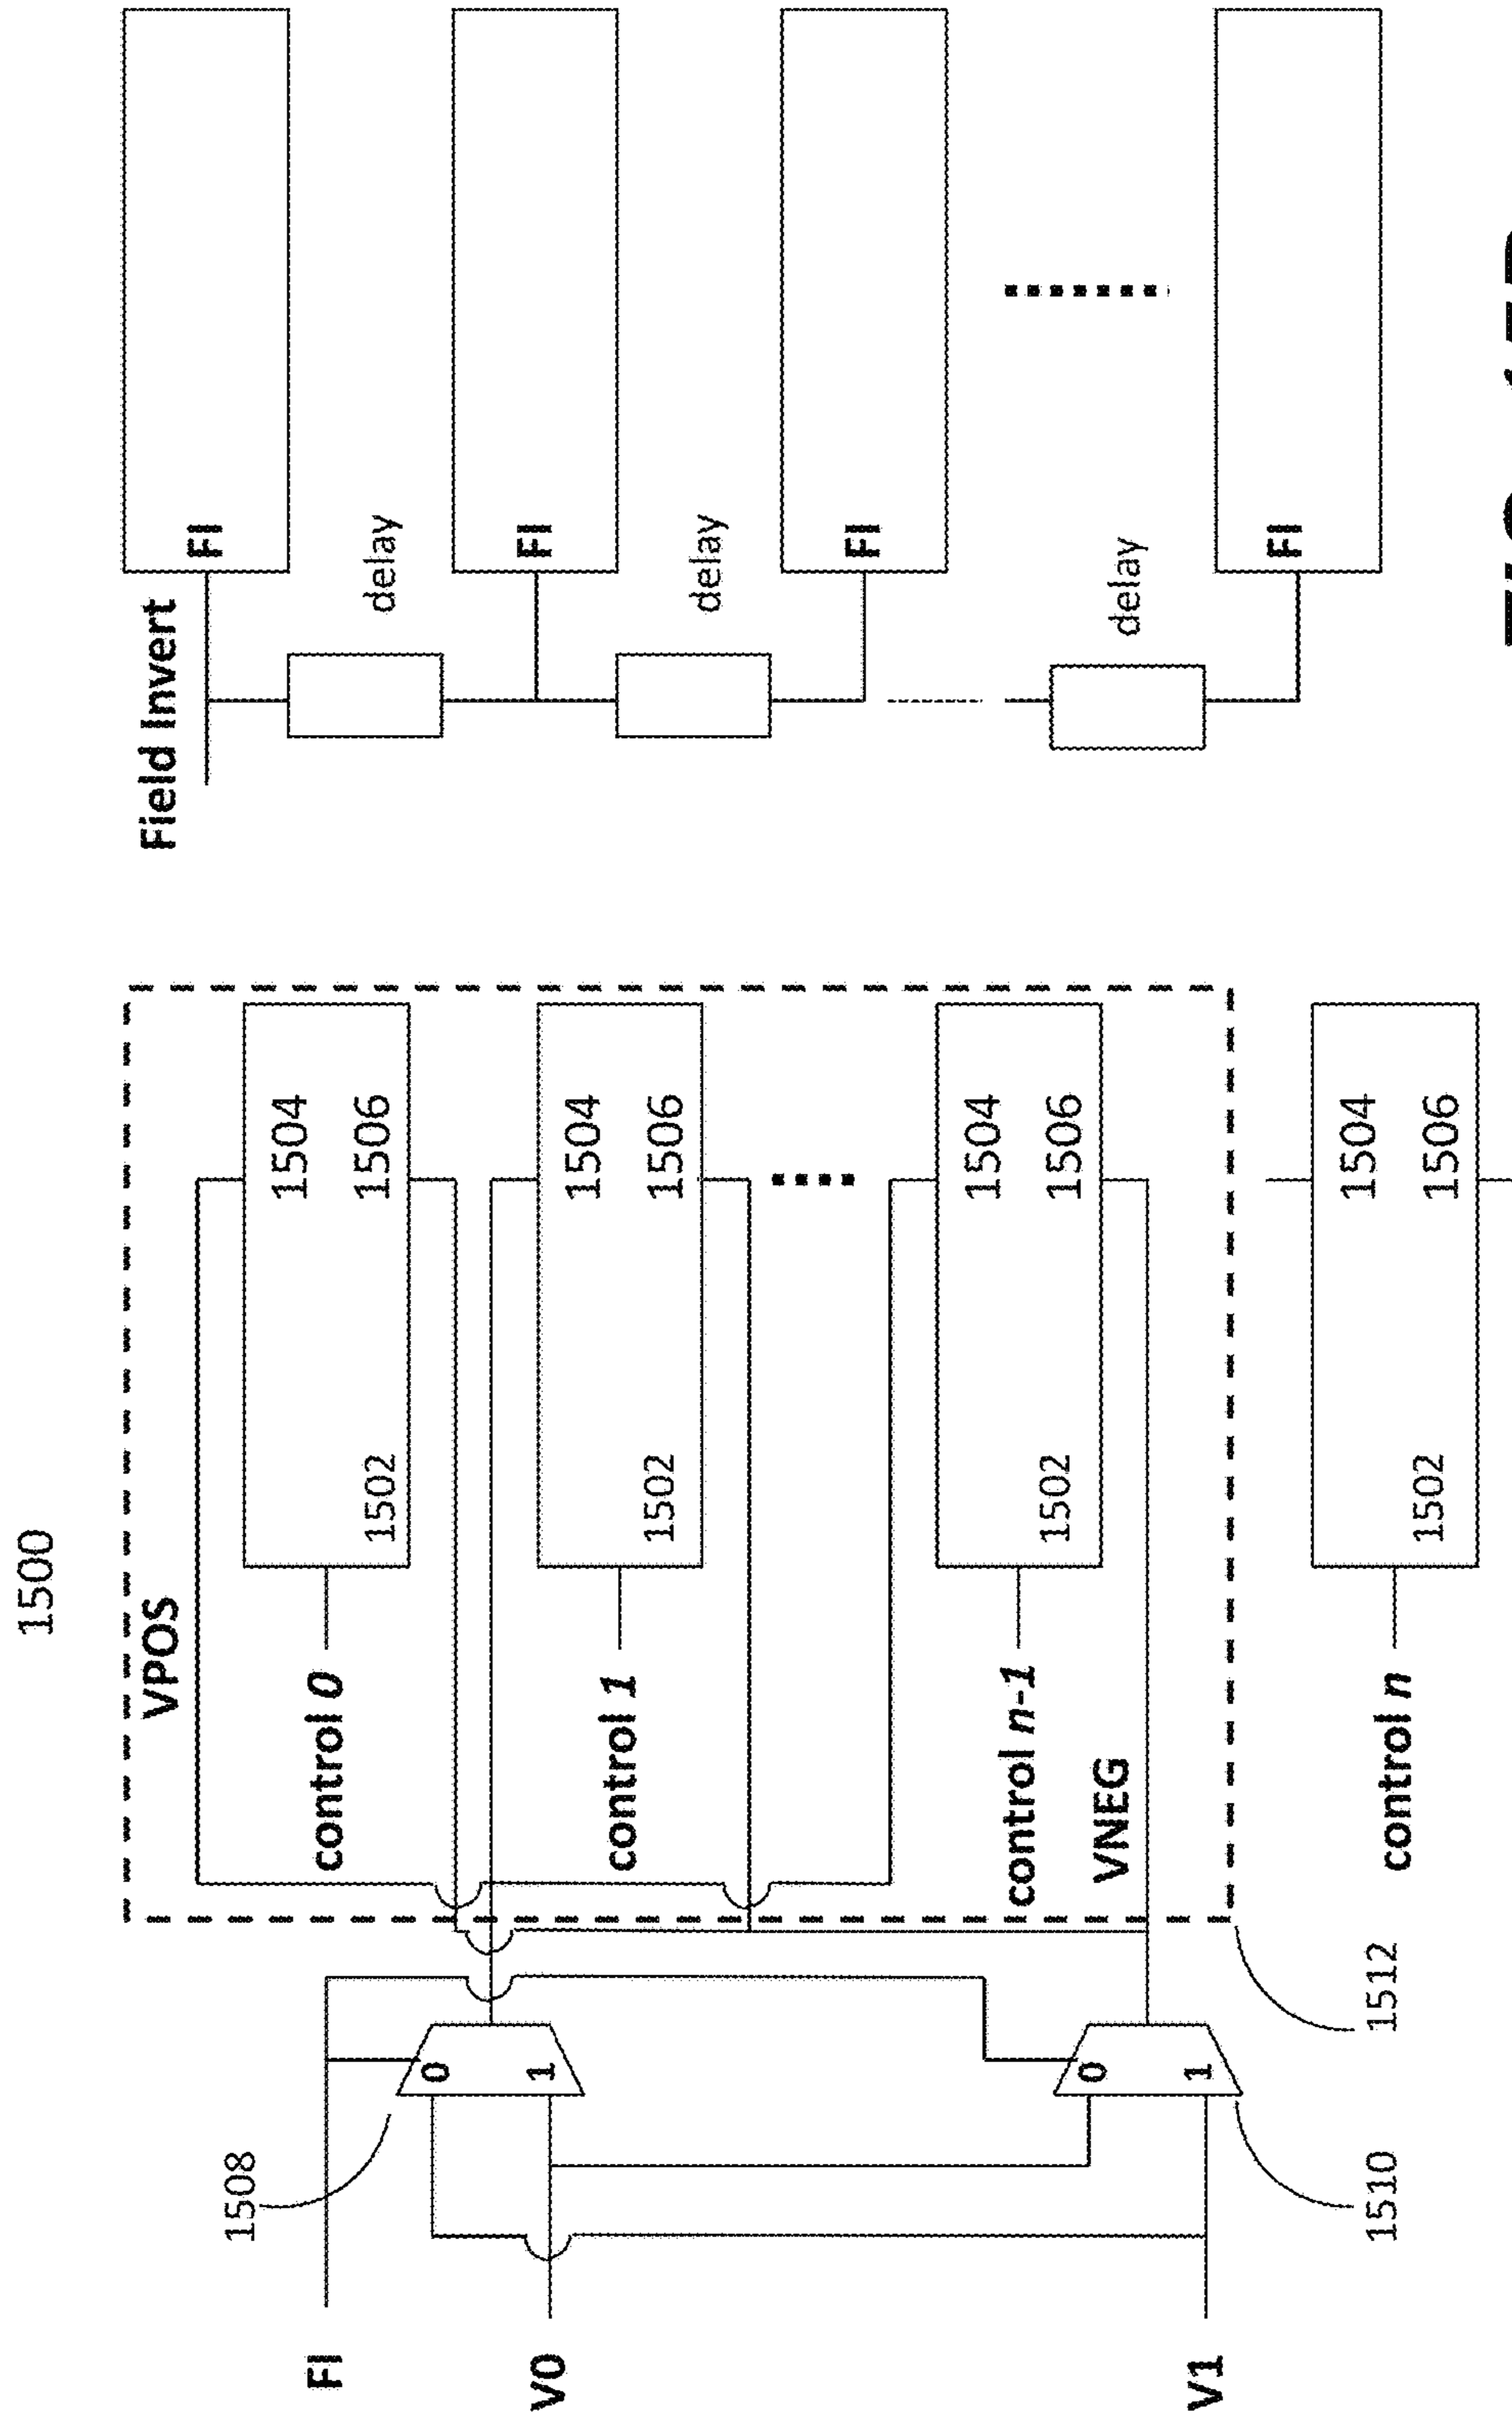 1500
FI
V0
V1
1508
1510
0
1
0
1
1512
VPOS
control 0
1502
1504
1506
control 1
1502
1504
1506
control n-1
VNEG
1502
1504
1506
control n
1502
1504
1506
Field Invert
FI
delay
FI
delay
FI
delay
FI